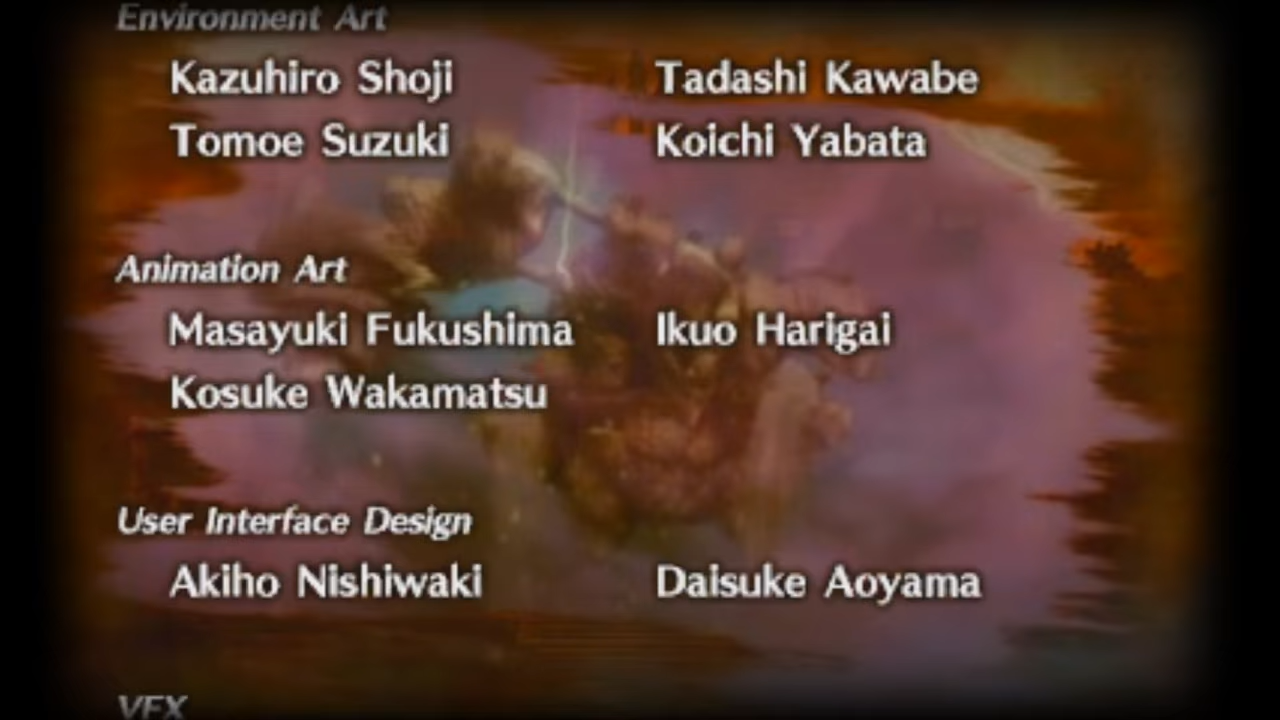 Environment Art
Kazuhiro Shoji Tadashi Kawabe
Tomoe Suzuki Koichi Yabata
Animation Art
Masayuki Fukushima Ikuo Harigai
Kosuke Wakamatsu
User Interface Design
Akiho Nishiwaki Daisuke Aoyama
VFX